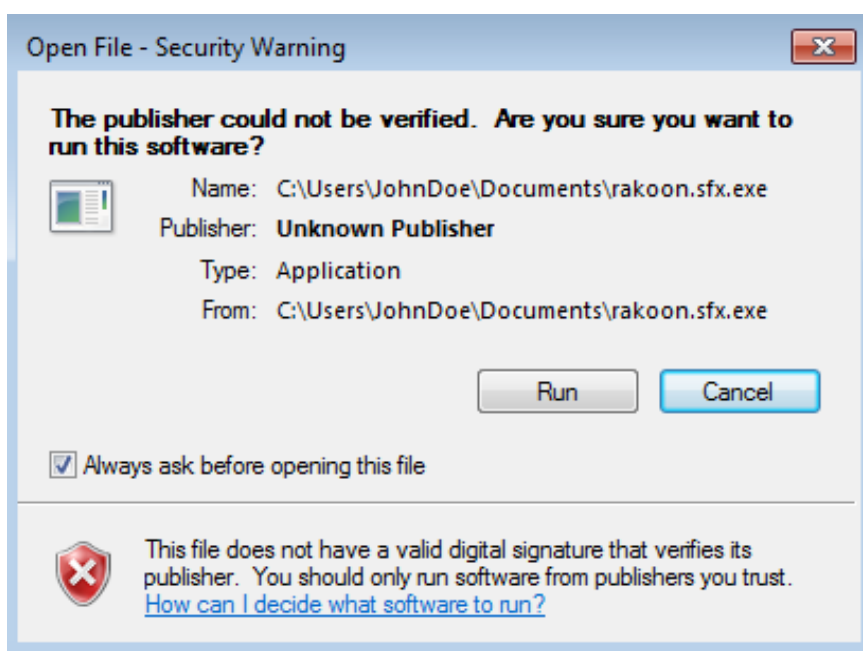 Open File - Security Warning
The publisher could not be verified.  Are you sure you want to
run this software?
Name: C:\Users\JohnDoe\Documents\rakoon.sfx.exe
Publisher: Unknown Publisher
Type: Application
From: C:\Users\JohnDoe\Documents\rakoon.sfx.exe
Run Cancel
Always ask before opening this file
This file does not have a valid digital signature that verifies its
publisher.  You should only run software from publishers you trust.
How can I decide what software to run?